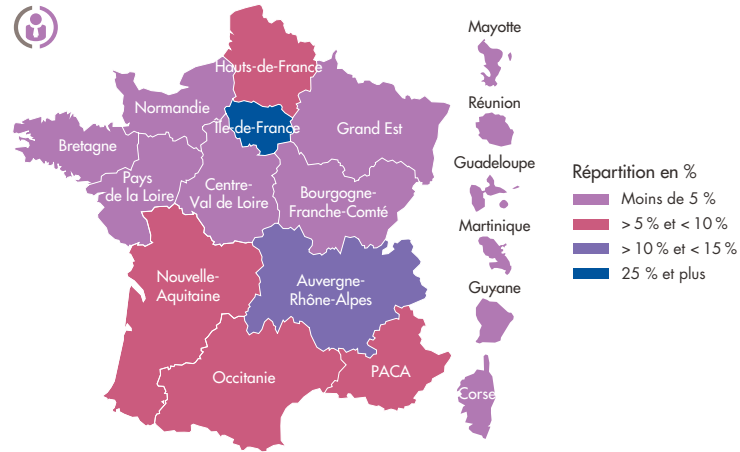 Hauts-de-France
Normandie
Île-de-France
Grand Est
Bretagne
Pays
de la Loire
Centre-
Val de Loire
Bourgogne-
Franche-Comté
Nouvelle-
Aquitaine
Auvergne-
Rhône-Alpes
Occitanie
PACA
Corse
Mayotte
Réunion
Guadeloupe
Martinique
Guyane
Répartition en %
Moins de 5 %
> 5 % et < 10 %
> 10 % et < 15 %
25 % et plus